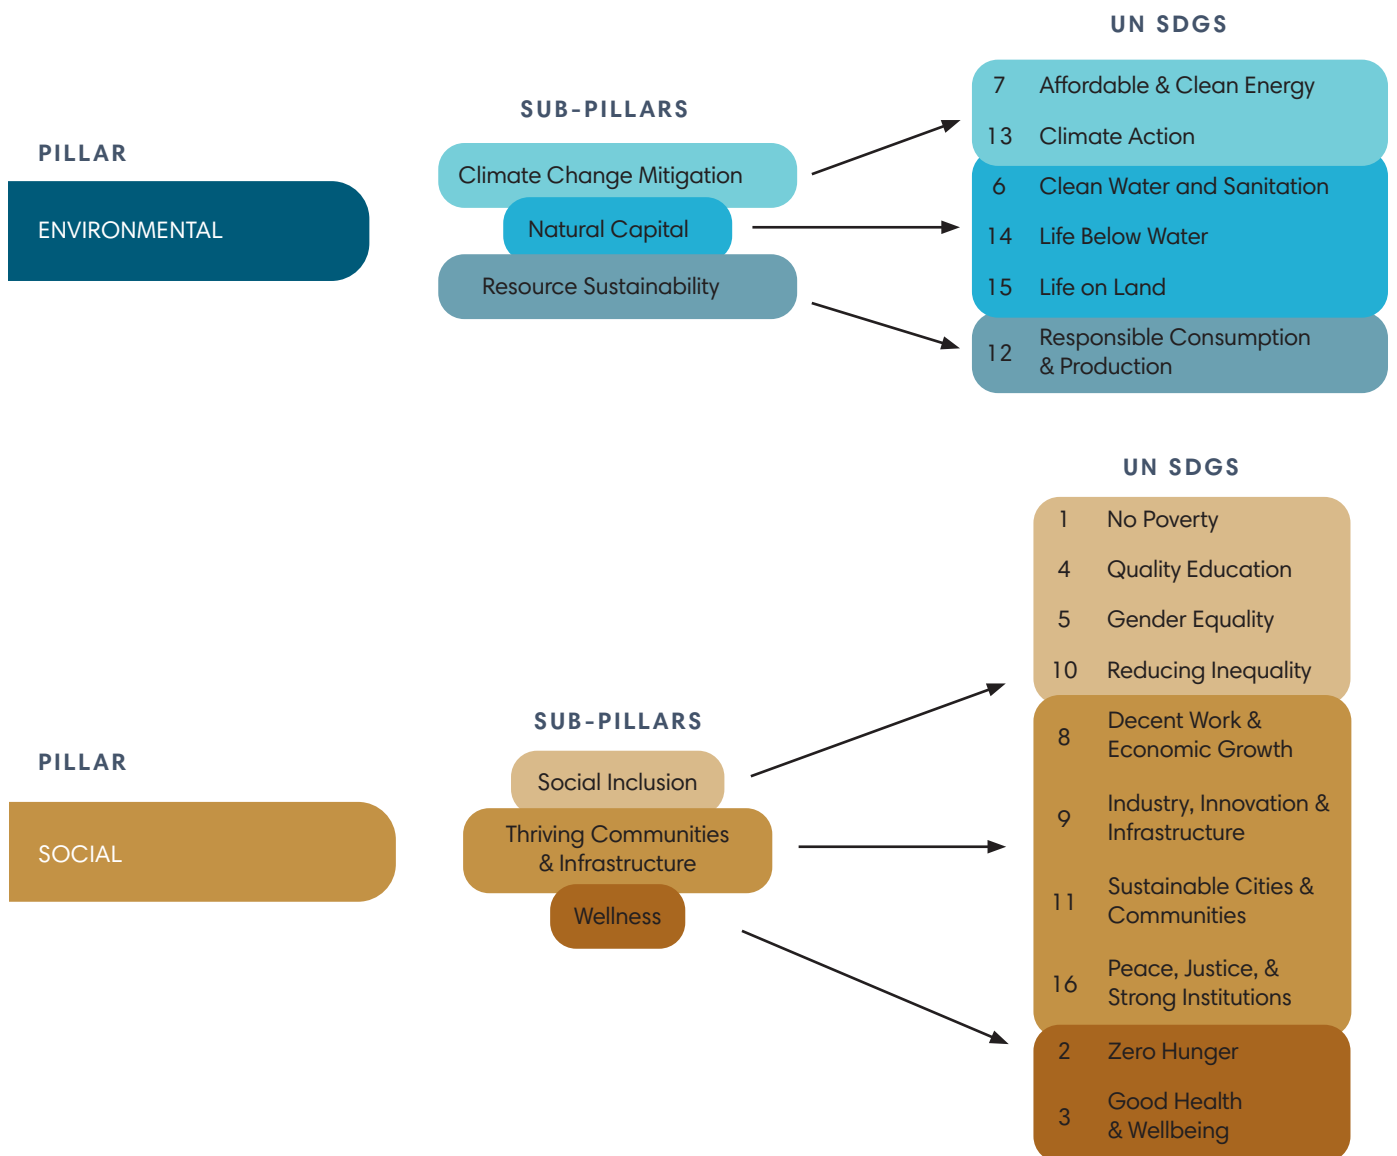 PILLAR
ENVIRONMENTAL
SUB-PILLARS
Climate Change Mitigation
Natural Capital
Resource Sustainability
UN SDGS
7 Affordable & Clean Energy
13 Climate Action
6 Clean Water and Sanitation
14 Life Below Water
15 Life on Land
12 Responsible Consumption
& Production
PILLAR
SOCIAL
SUB-PILLARS
Social Inclusion
Thriving Communities
& Infrastructure
Wellness
UN SDGS
1 No Poverty
4 Quality Education
5 Gender Equality
10 Reducing Inequality
8 Decent Work &
Economic Growth
9 Industry, Innovation &
Infrastructure
11 Sustainable Cities &
Communities
16 Peace, Justice, &
Strong Institutions
2 Zero Hunger
3 Good Health
& Wellbeing